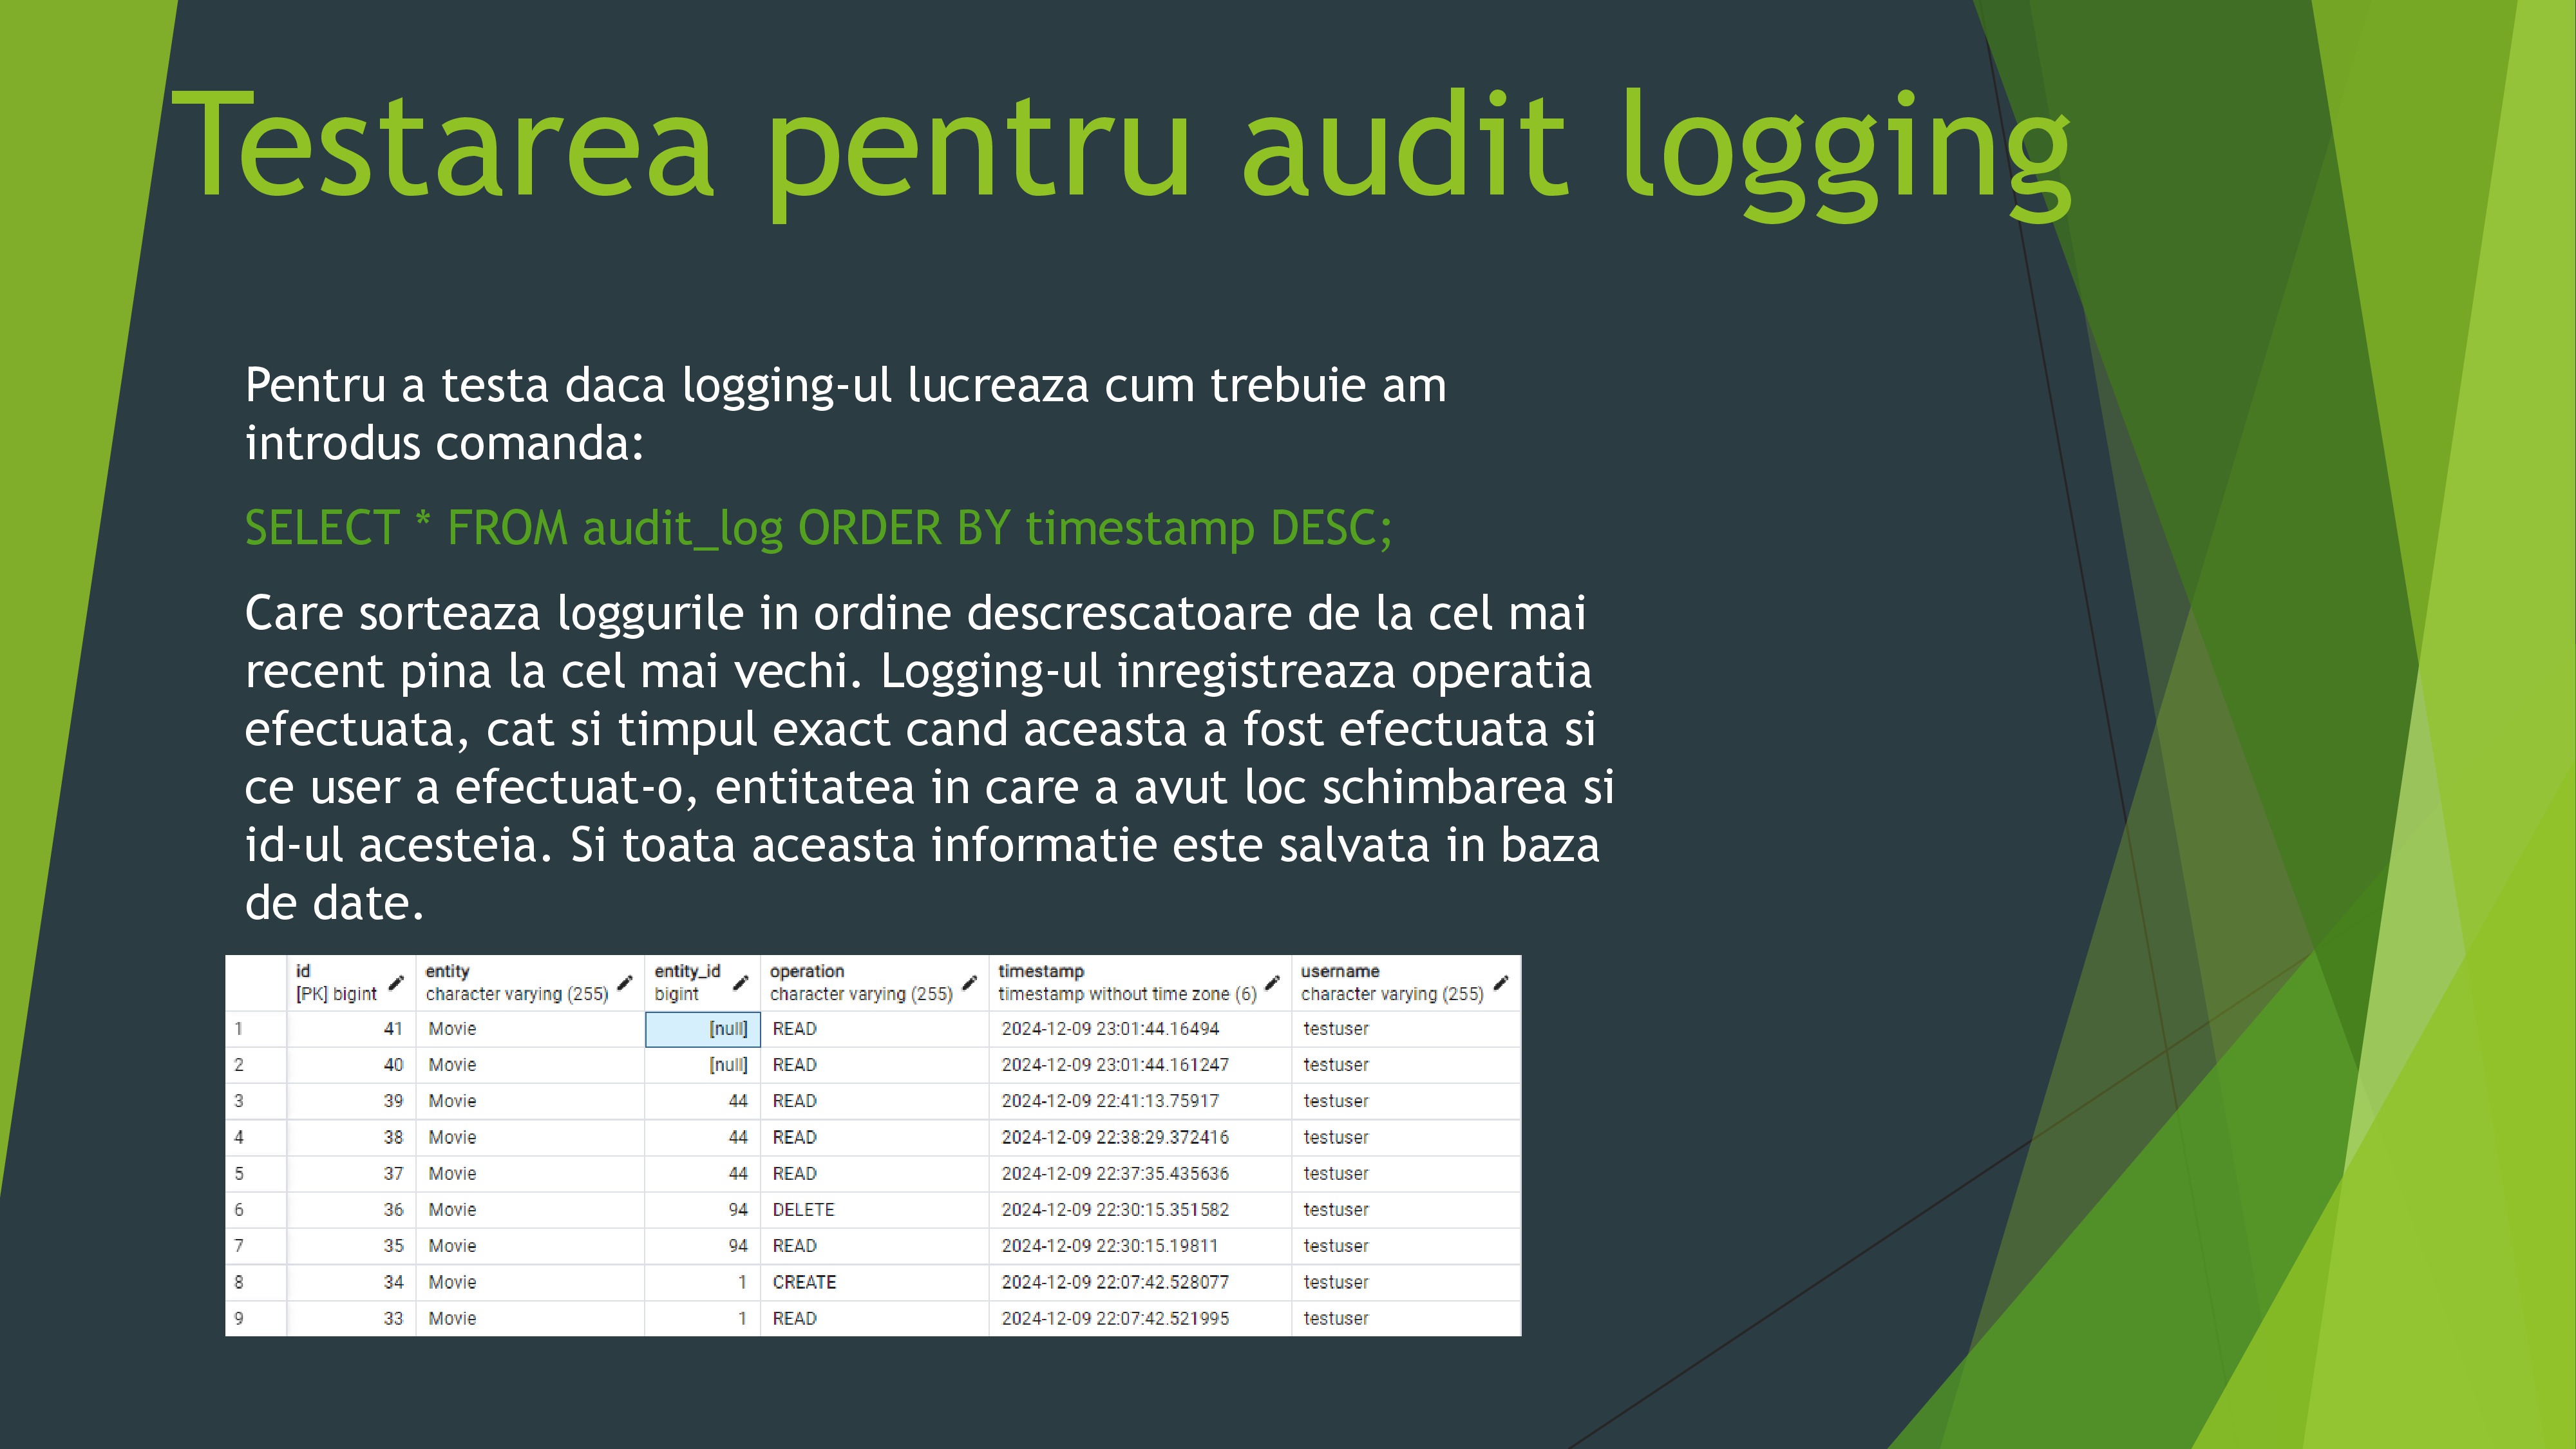 Testarea pentru audit logging
Pentru a testa daca logging-ul lucreaza cum trebuie am
introdus comanda:
SELECT * FROM audit_log ORDER BY timestamp DESC;
Care sorteaza loggurile in ordine descrescatoare de la cel mai
recent pina la cel mai vechi. Logging-ul inregistreaza operatia
efectuata, cat si timpul exact cand aceasta a fost efectuata si
ce user a efectuat-o, entitatea in care a avut loc schimbarea si
id-ul acesteia. Si toata aceasta informatie este salvata in baza
de date.
id entity entity_id operation timestamp username
[PK] bigint character varying (255) bigint character varying (255) timestamp without time zone (6) character varying (255)
1 41 Movie [null] READ 2024-12-09 23:01:44.16494 testuser
2 40 Movie [null] READ 2024-12-09 23:01:44.161247 testuser
3 39 Movie 44 READ 2024-12-09 22:41:13.75917 testuser
4 38 Movie 44 READ 2024-12-09 22:38:29.372416 testuser
5 37 Movie 44 READ 2024-12-09 22:37:35.435636 testuser
6 36 Movie 94 DELETE 2024-12-09 22:30:15.351582 testuser
7 35 Movie 94 READ 2024-12-09 22:30:15.19811 testuser
8 34 Movie 1 CREATE 2024-12-09 22:07:42.528077 testuser
9 33 Movie 1 READ 2024-12-09 22:07:42.521995 testuser